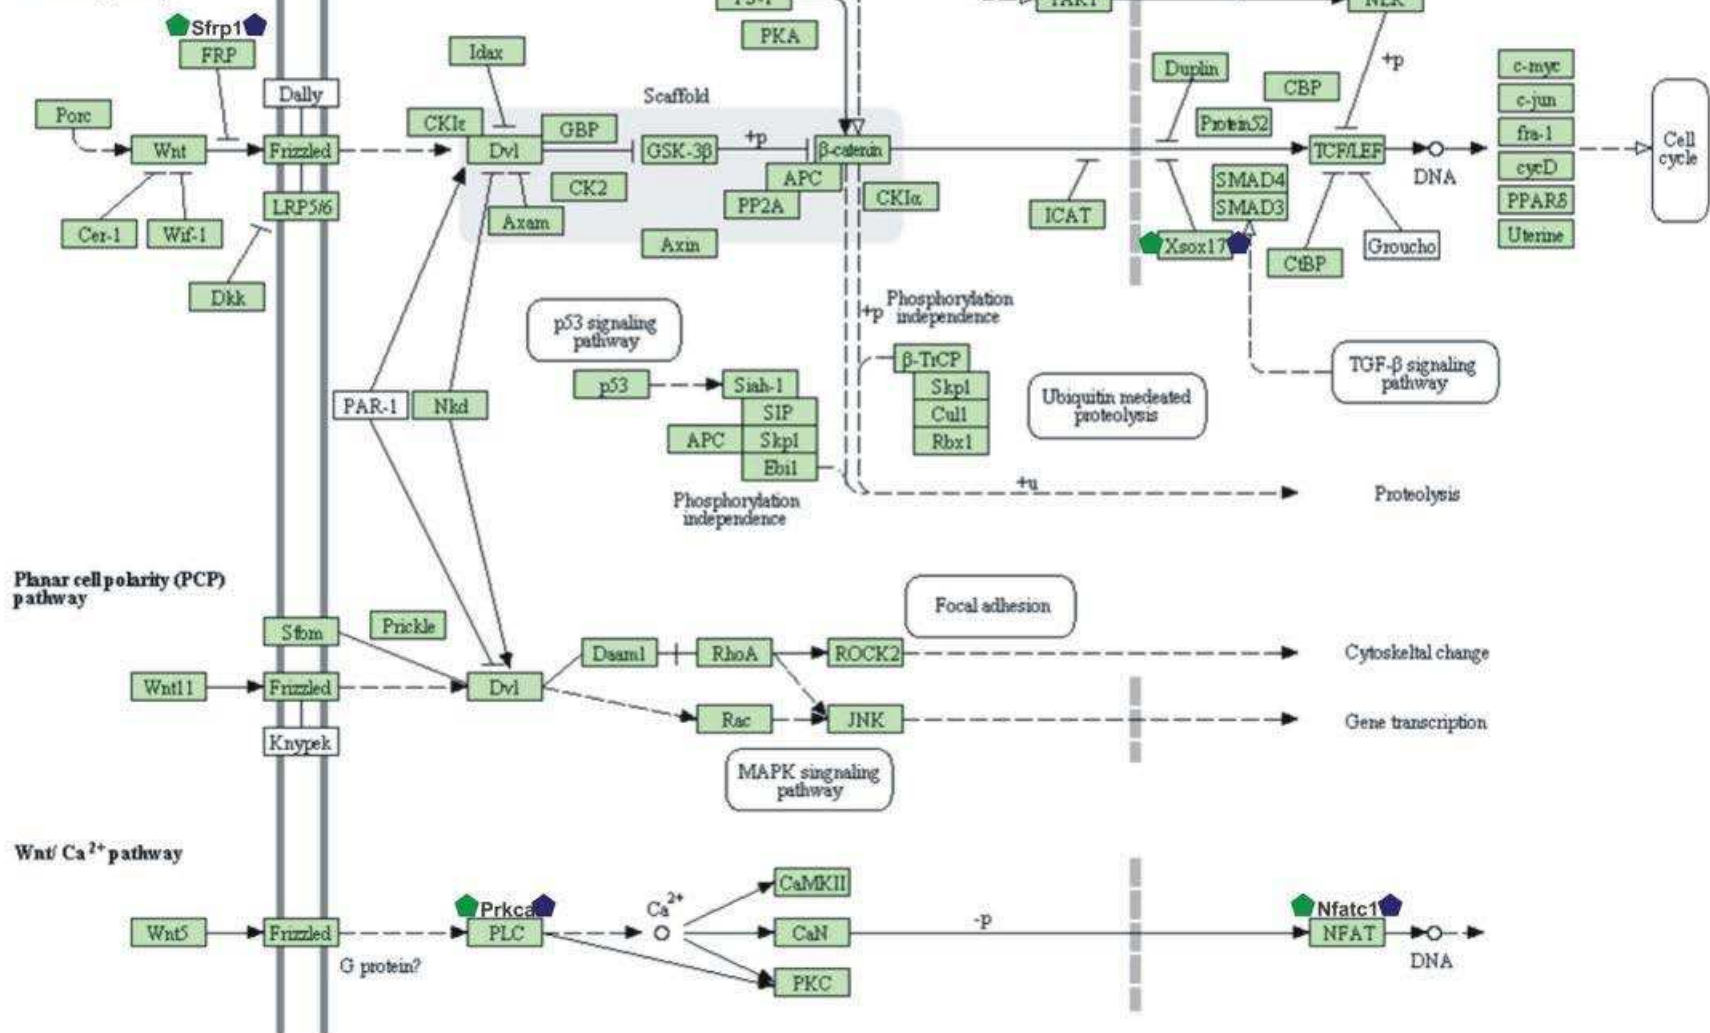 Sfrp1
FRP
PKA
Idax
Duplin
+p
c-myc
Dally
Scaffold
CBP
c-jun
Porc
CKIε
GBP
Protein52
fra-1
Wnt
Frizzled
Dvl
GSK-3β
+p
β-catenin
TCF/LEF
DNA
Cell
cycle
cycD
APC
CK2
SMAD4
PPARδ
LRP5/6
PP2A
CKIα
SMAD3
Axam
ICAT
Cer-1
Wif-1
Axin
Xsox17
Groucho
Uterine
CtBP
Dkk
p53 signaling
pathway
+p
Phosphorylation
independence
β-TrCP
TGF-β signaling
pathway
p53
Siah-1
Skp1
PAR-1
Nkd
SIP
Cul1
Ubiquitin medeated
proteolysis
APC
Skp1
Rbx1
Ebi1
+u
Proteolysis
Phosphorylation
independence
Planar cell polarity (PCP)
pathway
Focal adhesion
Stbm
Prickle
Daam1
RhoA
ROCK2
Cytoskeltal change
Wnt11
Frizzled
Dvl
Rac
JNK
Gene transcription
Knypek
MAPK singnaling
pathway
Wnt/ Ca2+ pathway
CaMKII
Prkca
Ca2+
Nfatc1
Wnt5
Frizzled
PLC
CaN
-p
NFAT
DNA
G protein?
PKC